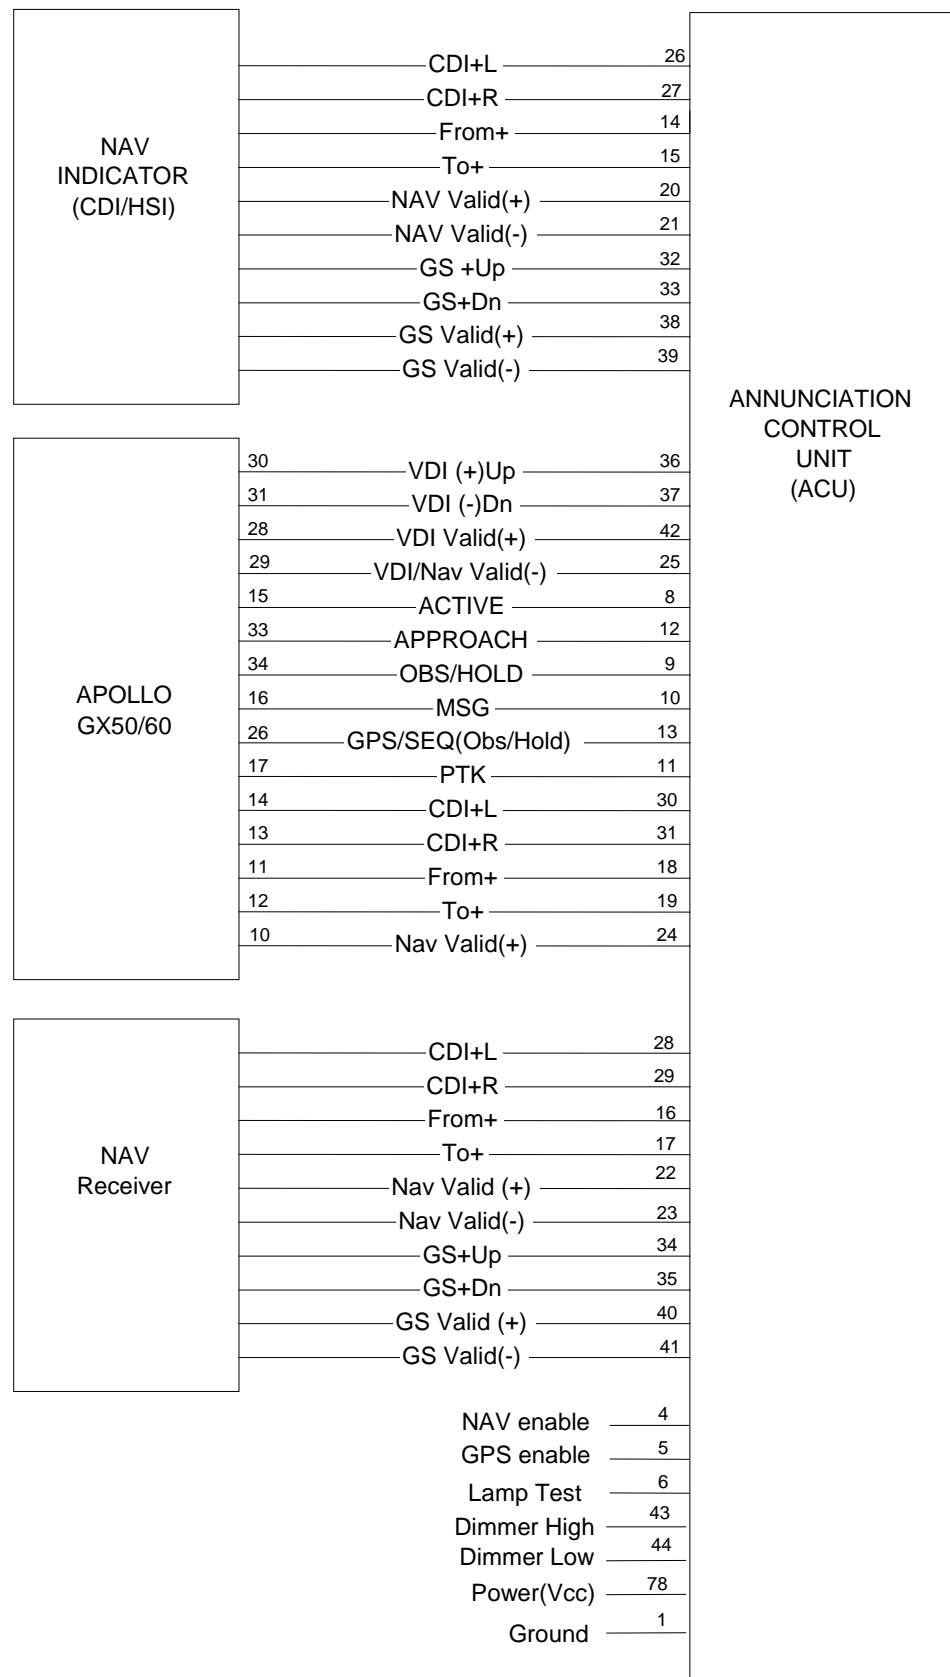 NAV
INDICATOR
(CDI/HSI)
CDI+L 26
CDI+R 27
From+ 14
To+ 15
NAV Valid(+) 20
NAV Valid(-) 21
GS +Up 32
GS+Dn 33
GS Valid(+) 38
GS Valid(-) 39
ANNUNCIATION
CONTROL
UNIT
(ACU)
APOLLO
GX50/60
30 VDI (+)Up 36
31 VDI (-)Dn 37
28 VDI Valid(+) 42
29 VDI/Nav Valid(-) 25
15 ACTIVE 8
33 APPROACH 12
34 OBS/HOLD 9
16 MSG 10
26 GPS/SEQ(Obs/Hold) 13
17 PTK 11
14 CDI+L 30
13 CDI+R 31
11 From+ 18
12 To+ 19
10 Nav Valid(+) 24
NAV
Receiver
CDI+L 28
CDI+R 29
From+ 16
To+ 17
Nav Valid (+) 22
Nav Valid(-) 23
GS+Up 34
GS+Dn 35
GS Valid (+) 40
GS Valid(-) 41
NAV enable 4
GPS enable 5
Lamp Test 6
Dimmer High 43
Dimmer Low 44
Power(Vcc) 78
Ground 1